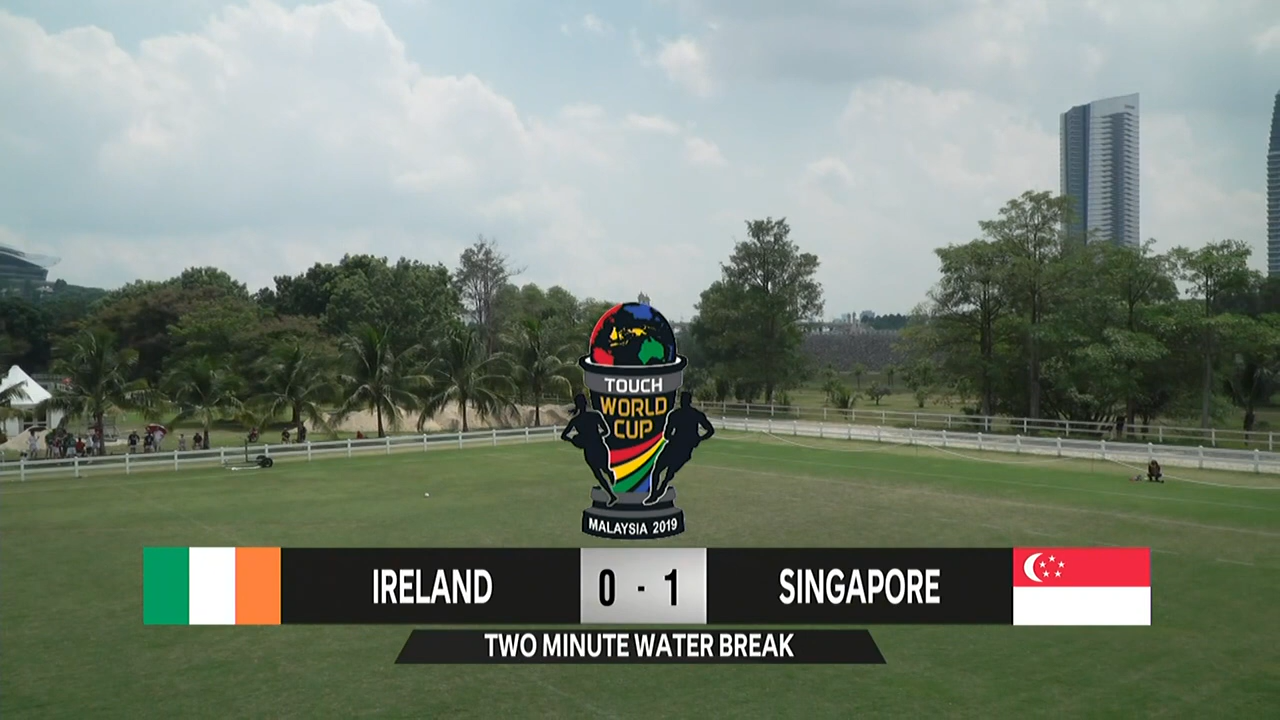 TOUCH
WORLD
CUP
MALAYSIA 2019
IRELAND 0 - 1 SINGAPORE
TWO MINUTE WATER BREAK